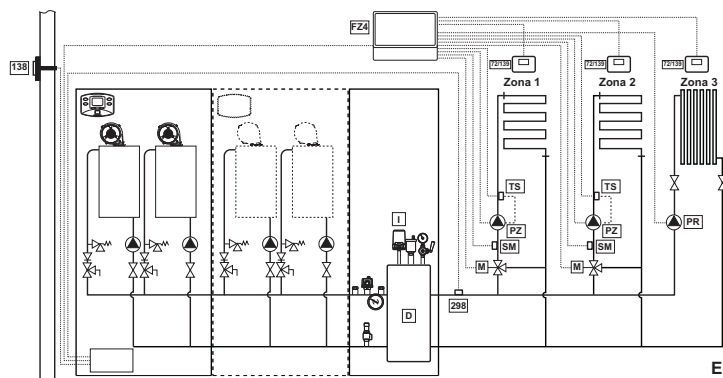 FZ4
138
72/139
72/139
72/139
Zona 1
Zona 2
Zona 3
TS
TS
I
PZ
PZ
PR
SM
SM
M
M
298
D
E